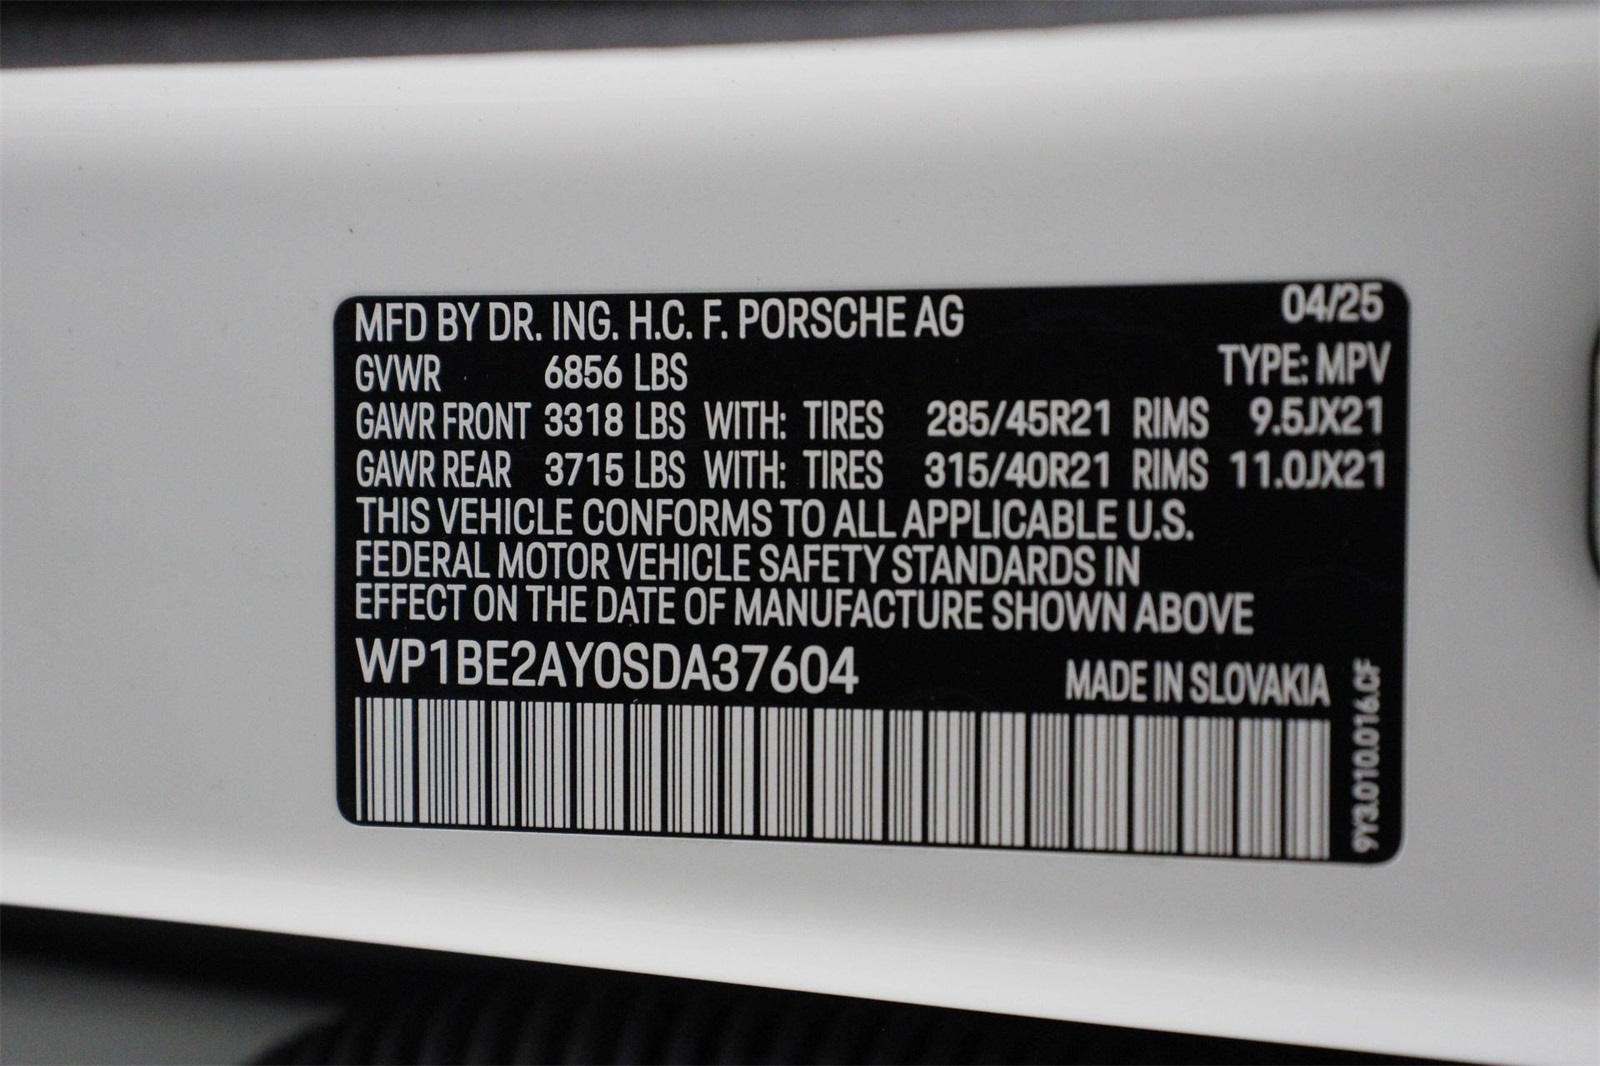 MFD BY DR. ING. H.C. F. PORSCHE AG 04/25
GVWR 6856 LBS TYPE: MPV
GAWR FRONT 3318 LBS WITH: TIRES 285/45R21 RIMS 9.5JX21
GAWR REAR 3715 LBS WITH: TIRES 315/40R21 RIMS 11.0JX21
THIS VEHICLE CONFORMS TO ALL APPLICABLE U.S.
FEDERAL MOTOR VEHICLE SAFETY STANDARDS IN
EFFECT ON THE DATE OF MANUFACTURE SHOWN ABOVE
WP1BE2AY0SDA37604 MADE IN SLOVAKIA
9Y3.010.016.CF